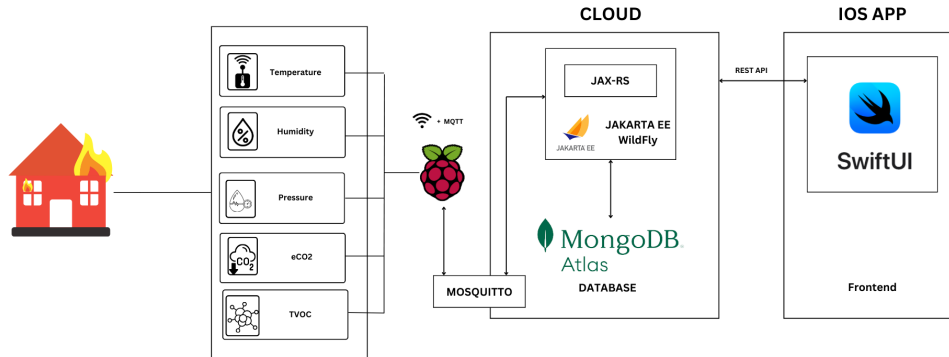 CLOUD
IOS APP
Temperature
Humidity
Pressure
CO2
eCO2
TVOC
+ MQTT
MOSQUITTO
JAX-RS
JAKARTA EE
JAKARTA EE
WildFly
MongoDB.
Atlas
DATABASE
REST API
SwiftUI
Frontend